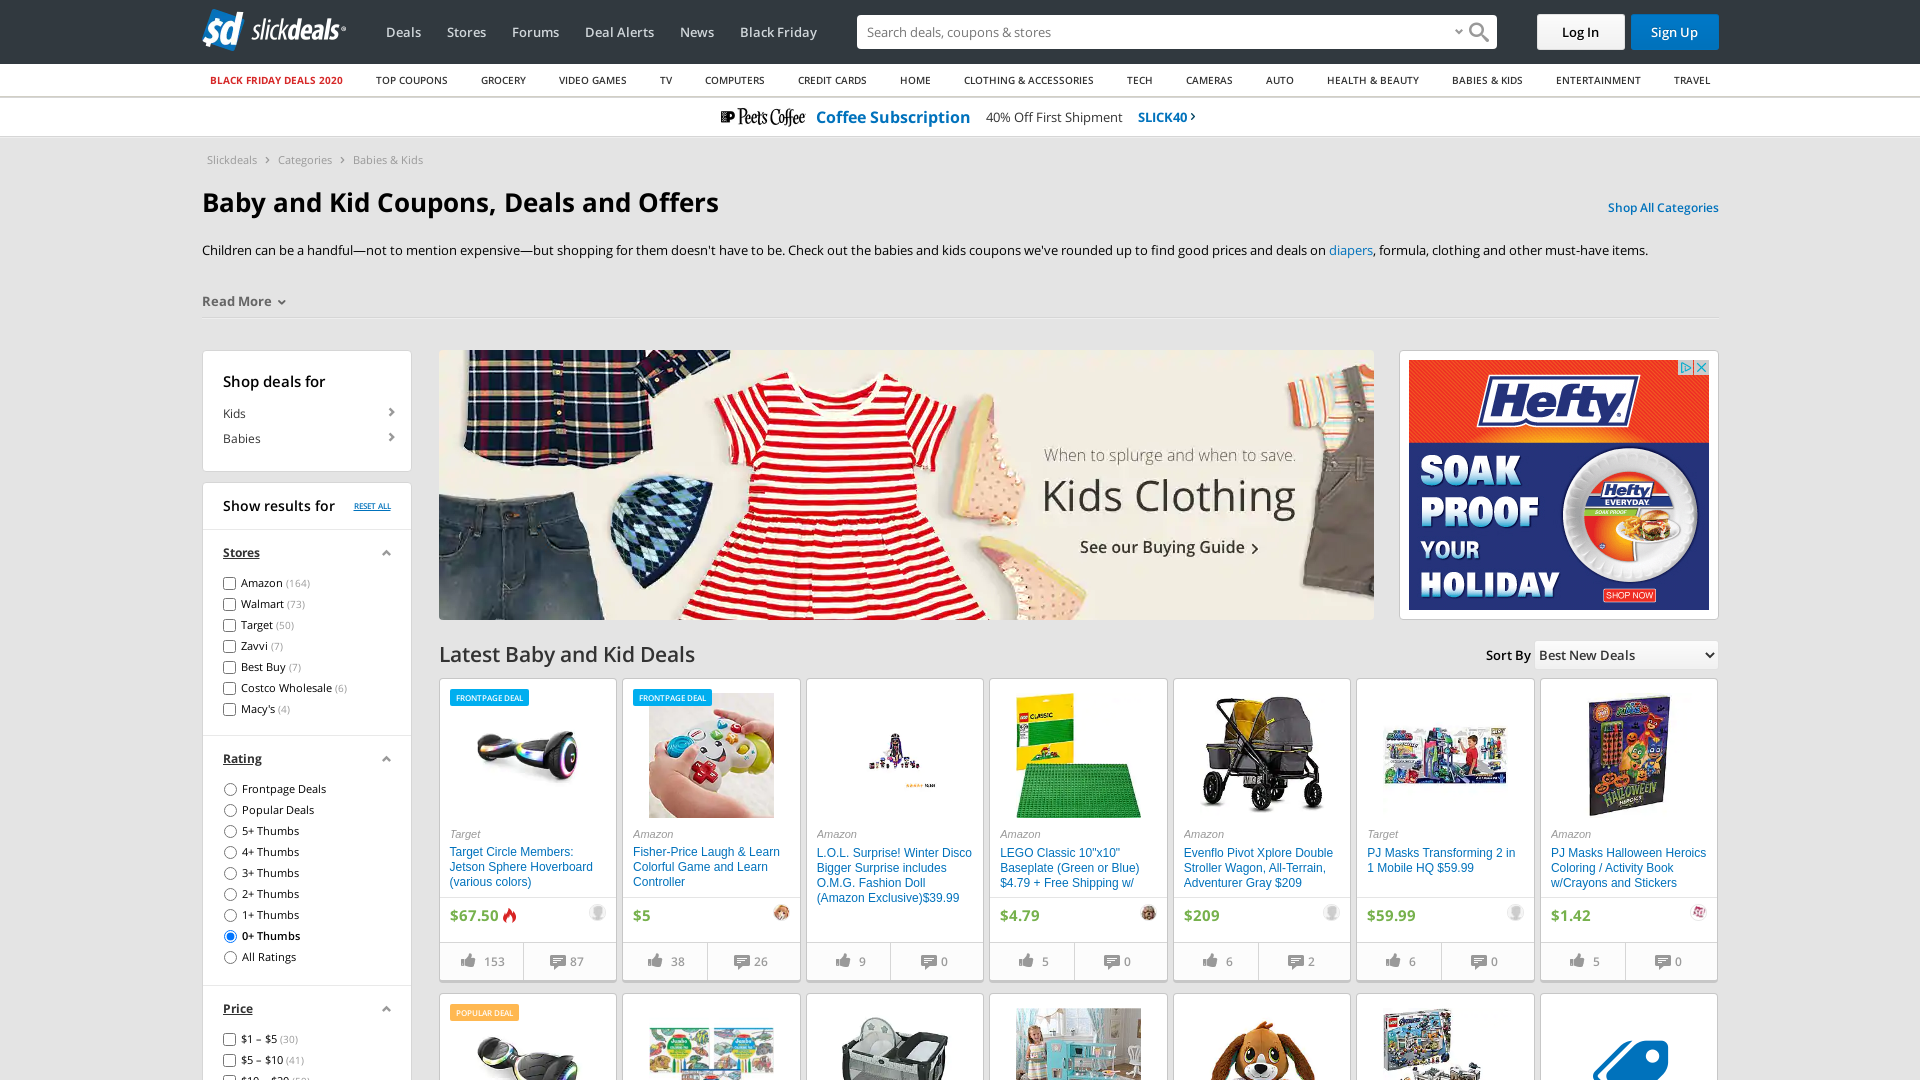 sd slickdeals
Deals Stores Forums Deal Alerts News Black Friday
Search deals, coupons & stores
Log In
Sign Up
BLACK FRIDAY DEALS 2020 TOP COUPONS GROCERY VIDEO GAMES TV COMPUTERS CREDIT CARDS HOME CLOTHING & ACCESSORIES TECH CAMERAS AUTO HEALTH & BEAUTY BABIES & KIDS ENTERTAINMENT TRAVEL
Peet's Coffee Coffee Subscription 40% Off First Shipment SLICK40
Slickdeals Categories Babies & Kids
Baby and Kid Coupons, Deals and Offers
Shop All Categories
Children can be a handful—not to mention expensive—but shopping for them doesn't have to be. Check out the babies and kids coupons we've rounded up to find good prices and deals on diapers, formula, clothing and other must-have items.
Read More
Shop deals for
Kids
Babies
Show results for RESET ALL
Stores
Amazon (164)
Walmart (73)
Target (50)
Zavvi (7)
Best Buy (7)
Costco Wholesale (6)
Macy's (4)
Rating
Frontpage Deals
Popular Deals
5+ Thumbs
4+ Thumbs
3+ Thumbs
2+ Thumbs
1+ Thumbs
0+ Thumbs
All Ratings
Price
$1 – $5 (30)
$5 – $10 (41)
When to splurge and when to save.
Kids Clothing
See our Buying Guide
Hefty
SOAK
PROOF
YOUR
HOLIDAY
Hefty
EVERYDAY
SOAK PROOF
SHOP NOW
Latest Baby and Kid Deals
Sort By Best New Deals
FRONTPAGE DEAL
Target
Target Circle Members:
Jetson Sphere Hoverboard
(various colors)
$67.50
153 87
FRONTPAGE DEAL
Amazon
Fisher-Price Laugh & Learn
Colorful Game and Learn
Controller
$5
38 26
Amazon
L.O.L. Surprise! Winter Disco
Bigger Surprise includes
O.M.G. Fashion Doll
(Amazon Exclusive)$39.99
9 0
CLASSIC
Amazon
LEGO Classic 10"x10"
Baseplate (Green or Blue)
$4.79 + Free Shipping w/
$4.79
5 0
Amazon
Evenflo Pivot Xplore Double
Stroller Wagon, All-Terrain,
Adventurer Gray $209
$209
6 2
Target
PJ Masks Transforming 2 in
1 Mobile HQ $59.99
$59.99
6 0
HALLOWEEN
HEROICS
Amazon
PJ Masks Halloween Heroics
Coloring / Activity Book
w/Crayons and Stickers
$1.42
5 0
POPULAR DEAL